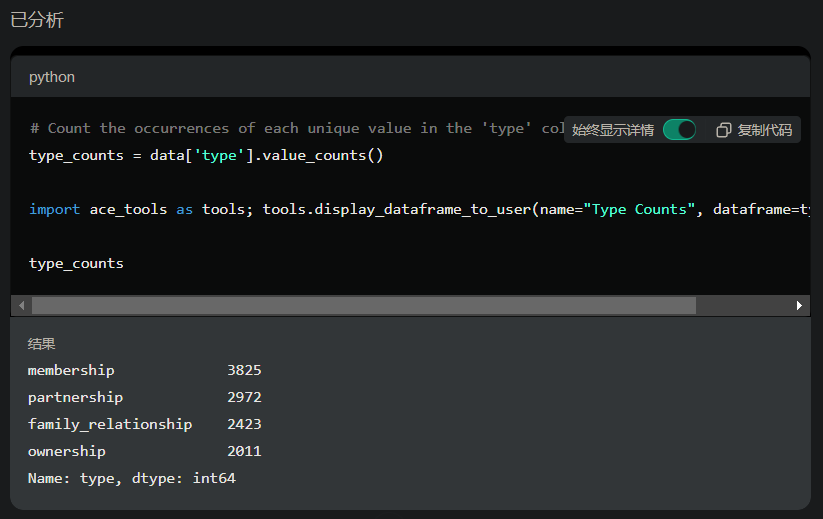 已分析
python
# Count the occurrences of each unique value in the 'type' col
始终显示详情 复制代码
type_counts = data['type'].value_counts()
import ace_tools as tools; tools.display_dataframe_to_user(name="Type Counts", dataframe=ty
type_counts
结果
membership 3825
partnership 2972
family_relationship 2423
ownership 2011
Name: type, dtype: int64